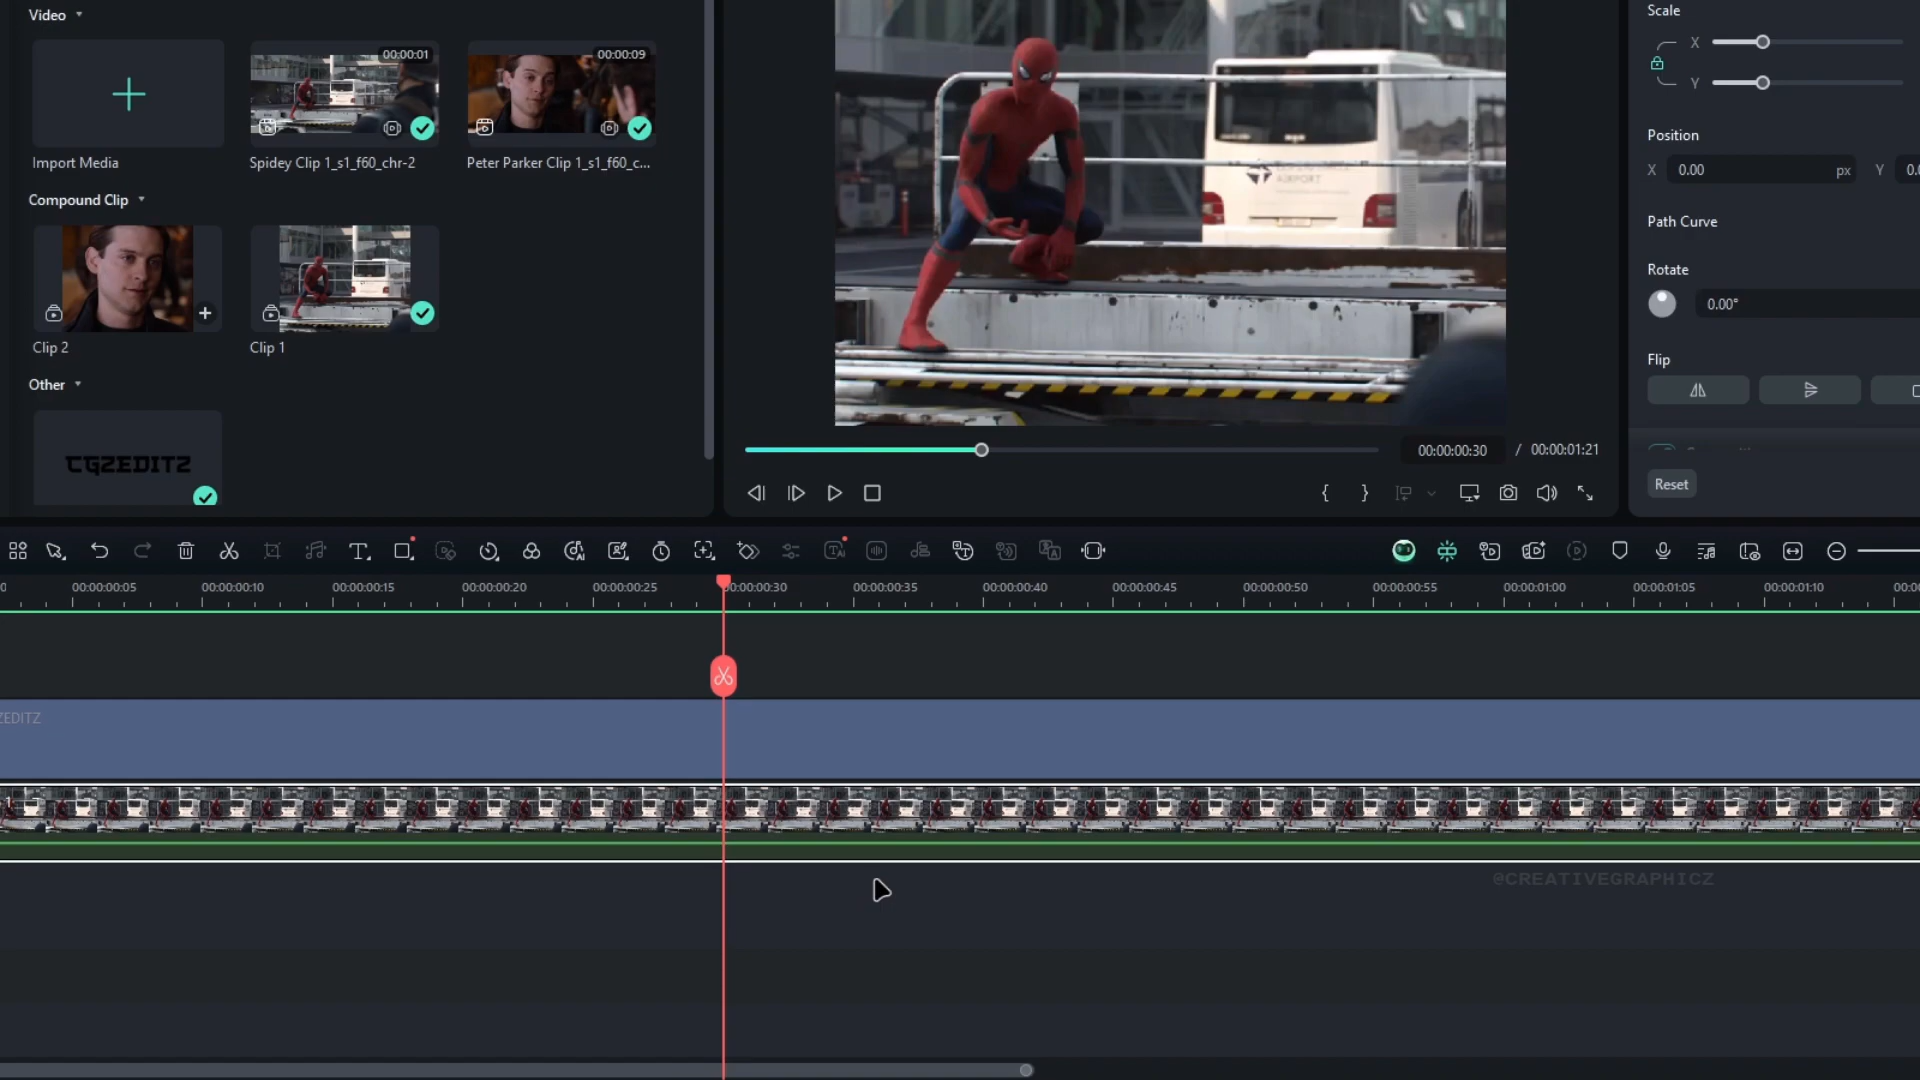 Video
00:00:01
00:00:09
Import Media
Spidey Clip 1_s1_f60_chr-2
Peter Parker Clip 1_s1_f60_c...
Compound Clip
Clip 2
Clip 1
Other
CGZEDITZ
AIRPORT
00:00:00:30 / 00:00:01:21
Scale
X
Y
Position
X 0.00 px Y
Path Curve
Rotate
0.00°
Flip
Reset
00:00:00:05
00:00:00:10
00:00:00:15
00:00:00:20
00:00:00:25
00:00:00:30
00:00:00:35
00:00:00:40
00:00:00:45
00:00:00:50
00:00:00:55
00:00:01:00
00:00:01:05
00:00:01:10
ZEDITZ
@CREATIVEGRAPHICZ